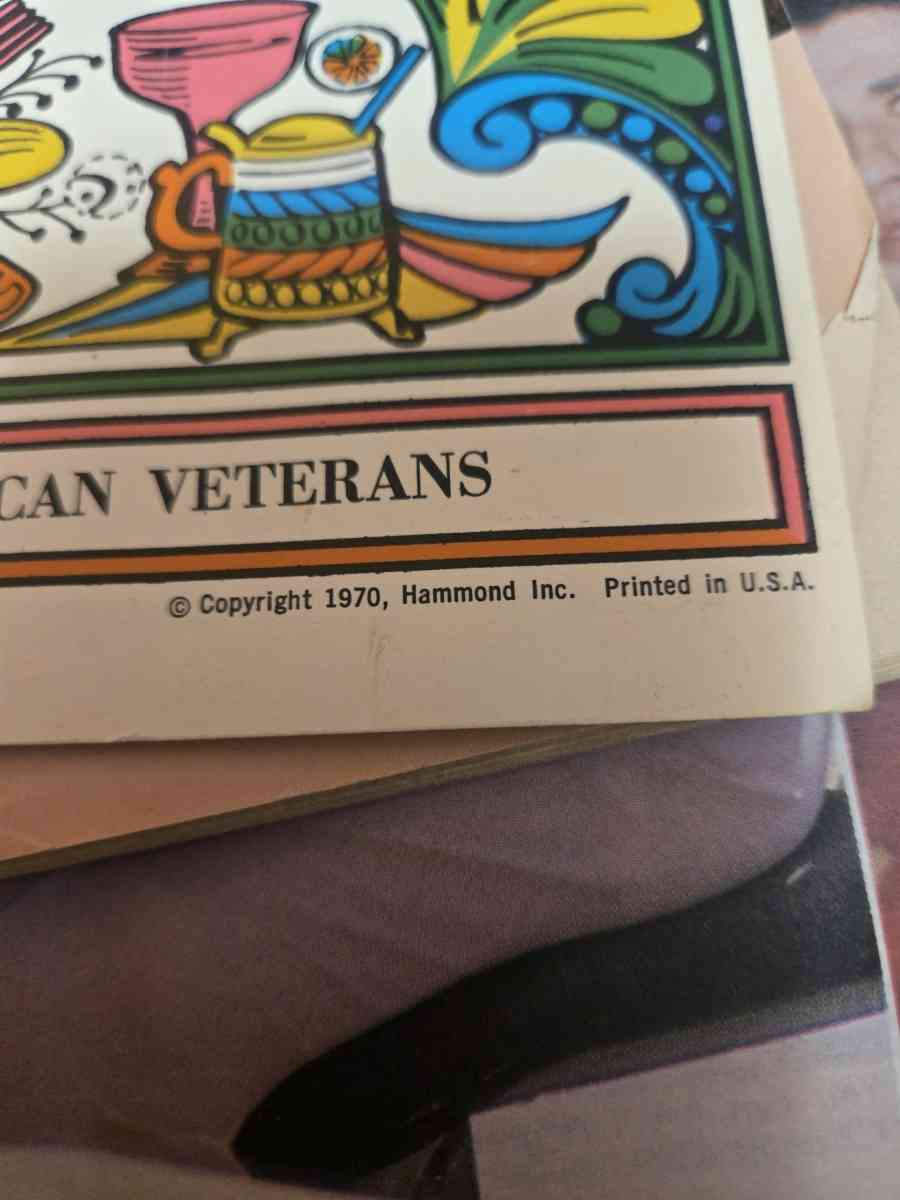 CAN VETERANS
© Copyright 1970, Hammond Inc. Printed in U.S.A.